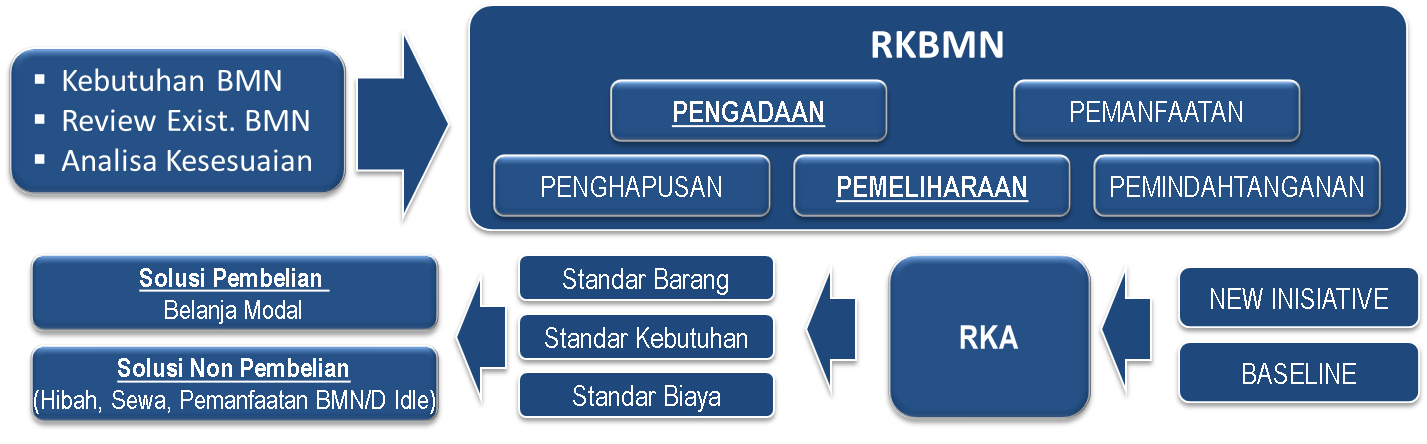 ▪ Kebutuhan BMN
▪ Review Exist. BMN
▪ Analisa Kesesuaian
RKBMN
PENGADAAN
PEMANFAATAN
PENGHAPUSAN
PEMELIHARAAN
PEMINDAHTANGANAN
Solusi Pembelian
Belanja Modal
Solusi Non Pembelian
(Hibah, Sewa, Pemanfaatan BMN/D Idle)
Standar Barang
Standar Kebutuhan
Standar Biaya
RKA
NEW INISIATIVE
BASELINE